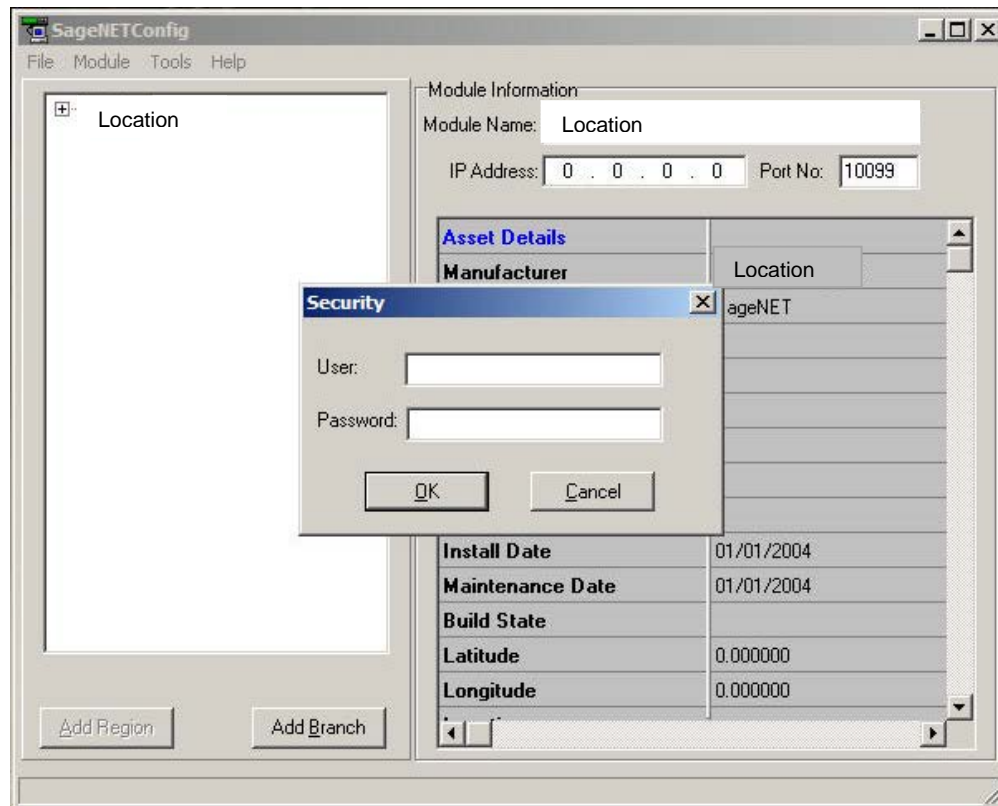 SageNETConfig
File Module Tools Help
Location
Module Information
Module Name: Location
IP Address: 0 . 0 . 0 . 0 Port No: 10099
Asset Details
Manufacturer Location
ageNET
Security
User:
Password:
OK Cancel
Install Date 01/01/2004
Maintenance Date 01/01/2004
Build State
Latitude 0.000000
Longitude 0.000000
Add Region Add Branch